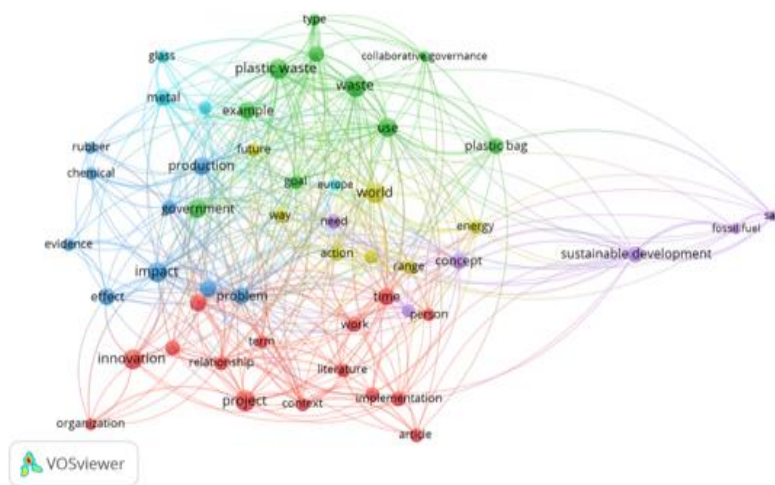 type
glass
collaborative governance
plastic waste
waste
metal
example
use
rubber
future
plastic bag
chemical
production
goal
europe
world
government
way
need
energy
fossil fuel
evidence
action
concept
sustainable development
impact
range
effect
problem
time
person
work
innovation
relationship
term
literature
project
context
implementation
organization
article
VOSviewer